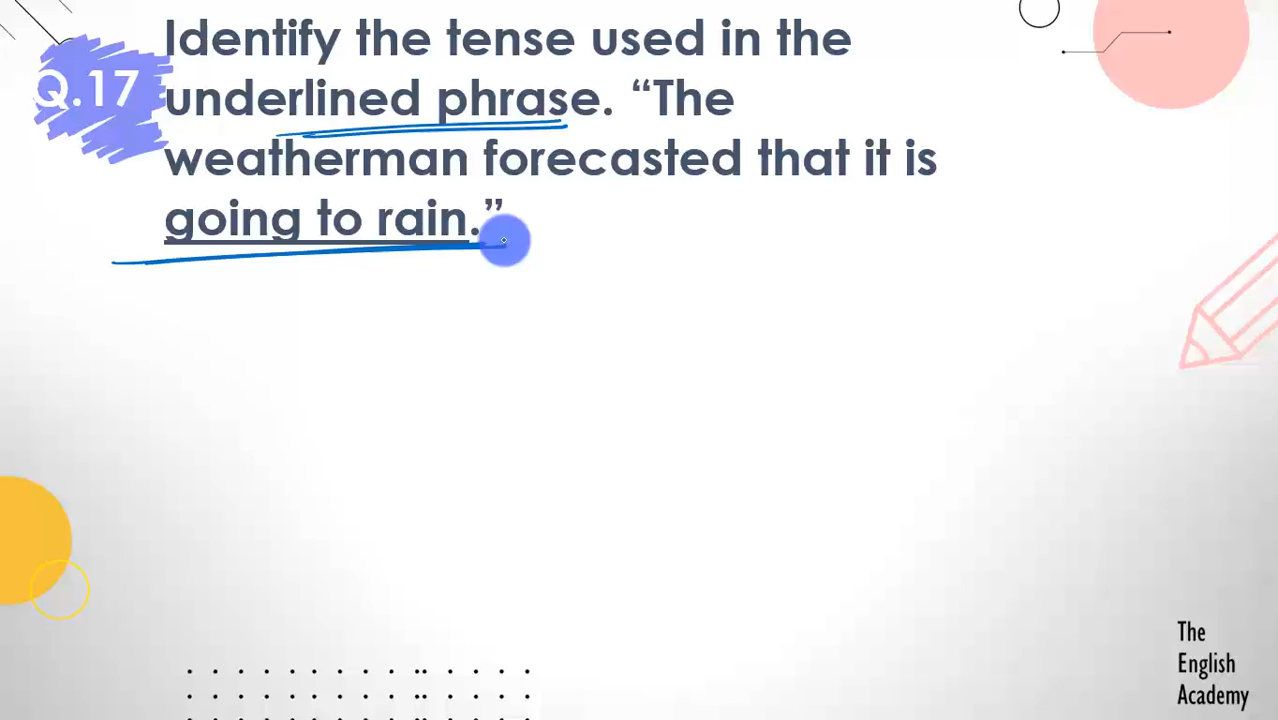 Identify the tense used in the
Q.17
underlined phrase. “The
weatherman forecasted that it is
going to rain.”
The
English
Academy